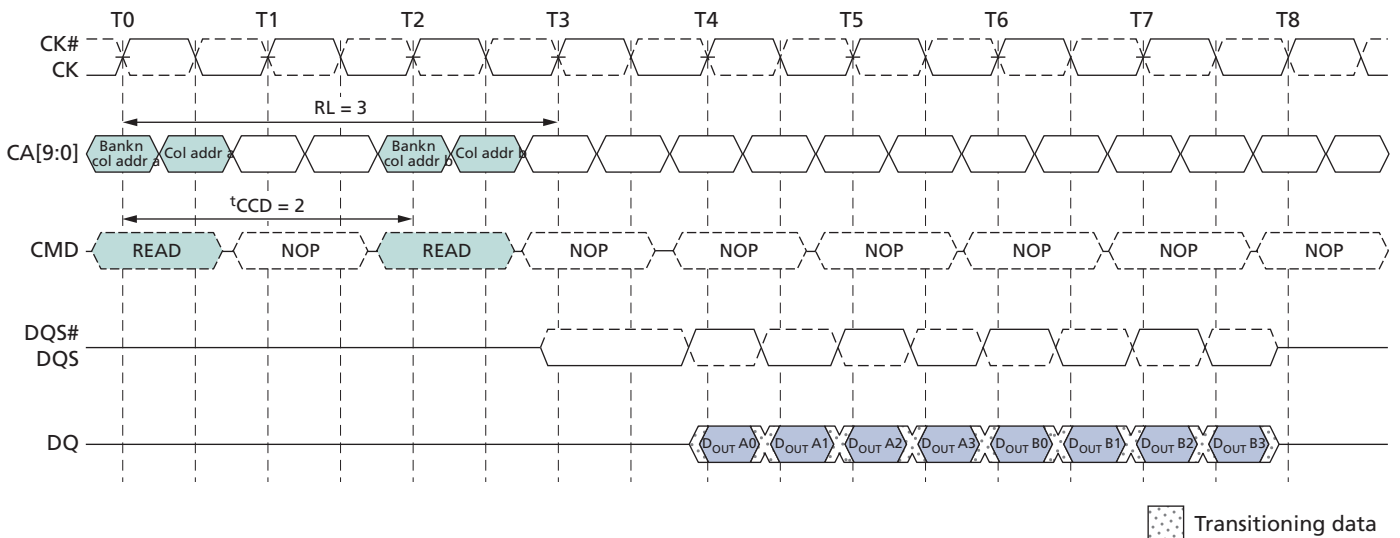 T0 T1 T2 T3 T4 T5 T6 T7 T8
CK#
CK
RL = 3
CA[9:0]
Bankn
col addr a
Col addr a
Bankn
col addr b
Col addr b
tCCD = 2
CMD READ NOP READ NOP NOP NOP NOP NOP NOP
DQS#
DQS
DQ DOUT A0 DOUT A1 DOUT A2 DOUT A3 DOUT B0 DOUT B1 DOUT B2 DOUT B3
Transitioning data